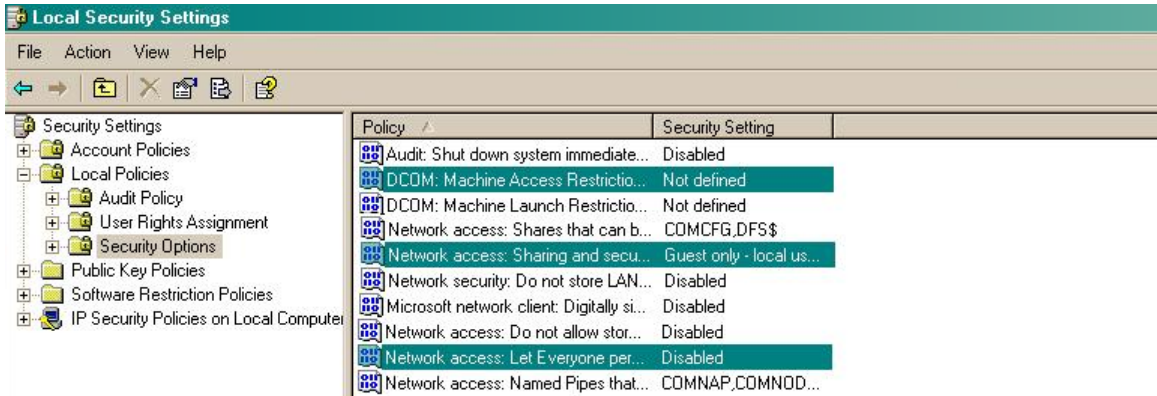 Local Security Settings
File Action View Help
Security Settings
Account Policies
Local Policies
Audit Policy
User Rights Assignment
Security Options
Public Key Policies
Software Restriction Policies
IP Security Policies on Local Computer
Policy Security Setting
Audit: Shut down system immediate... Disabled
DCOM: Machine Access Restrictio... Not defined
DCOM: Machine Launch Restrictio... Not defined
Network access: Shares that can b... COMCFG,DFS$
Network access: Sharing and secu... Guest only - local us...
Network security: Do not store LAN... Disabled
Microsoft network client: Digitally si... Disabled
Network access: Do not allow stor... Disabled
Network access: Let Everyone per... Disabled
Network access: Named Pipes that... COMNAP,COMNOD...